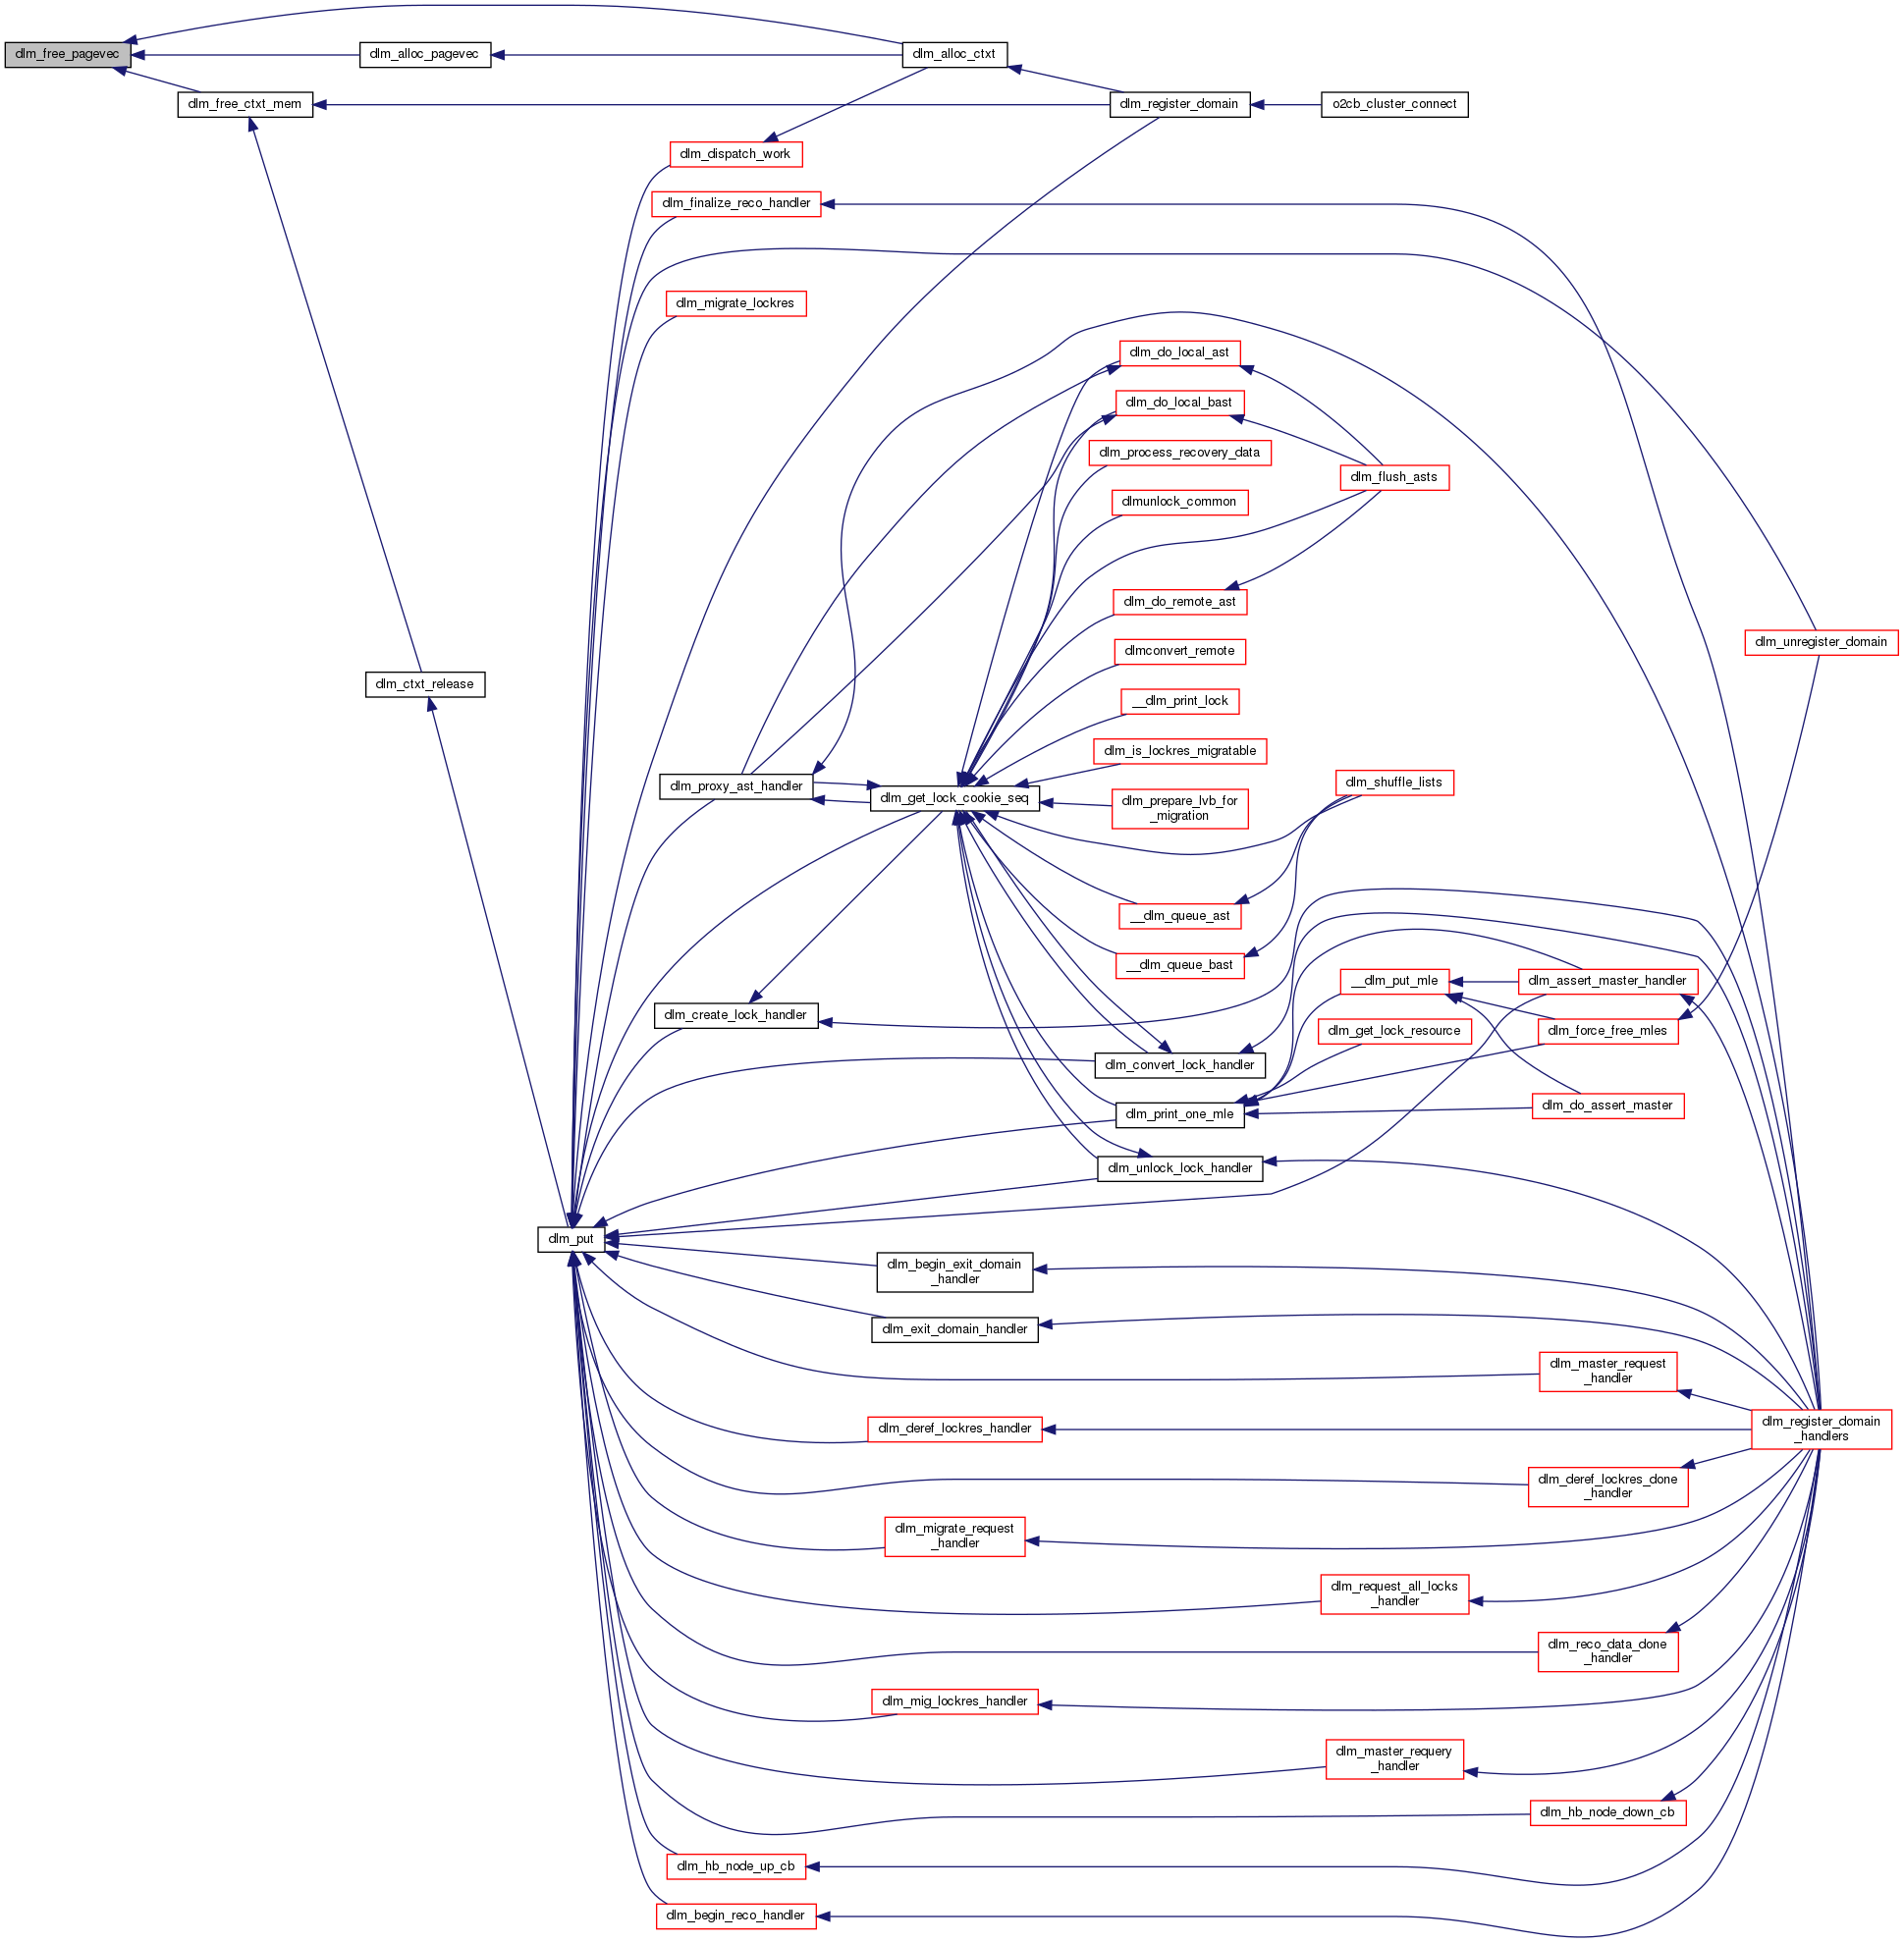 dlm_free_pagevec
dlm_alloc_pagevec
dlm_alloc_ctxt
dlm_free_ctxt_mem
dlm_register_domain
o2cb_cluster_connect
dlm_dispatch_work
dlm_finalize_reco_handler
dlm_migrate_lockres
dlm_do_local_ast
dlm_do_local_bast
dlm_process_recovery_data
dlm_flush_asts
dlmunlock_common
dlm_do_remote_ast
dlmconvert_remote
dlm_unregister_domain
dlm_ctxt_release
__dlm_print_lock
dlm_is_lockres_migratable
dlm_proxy_ast_handler
dlm_get_lock_cookie_seq
dlm_prepare_lvb_for
_migration
dlm_shuffle_lists
__dlm_queue_ast
__dlm_queue_bast
__dlm_put_mle
dlm_assert_master_handler
dlm_create_lock_handler
dlm_get_lock_resource
dlm_force_free_mles
dlm_convert_lock_handler
dlm_print_one_mle
dlm_do_assert_master
dlm_unlock_lock_handler
dlm_put
dlm_begin_exit_domain
_handler
dlm_exit_domain_handler
dlm_master_request
_handler
dlm_deref_lockres_handler
dlm_register_domain
_handlers
dlm_deref_lockres_done
_handler
dlm_migrate_request
_handler
dlm_request_all_locks
_handler
dlm_reco_data_done
_handler
dlm_mig_lockres_handler
dlm_master_requery
_handler
dlm_hb_node_down_cb
dlm_hb_node_up_cb
dlm_begin_reco_handler